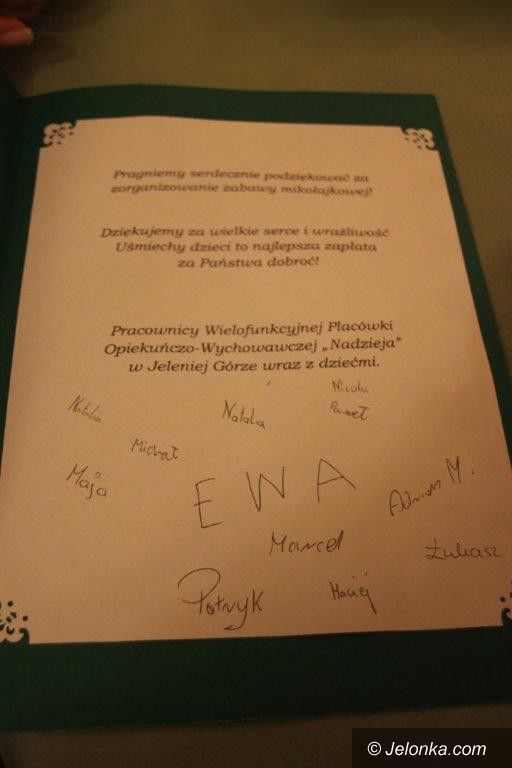 Pragniemy serdecznie podziękować za
zorganizowanie zabawy mikołajkowej!
Dziękujemy za wielkie serce i wrażliwość
Uśmiechy dzieci to najlepsza zapłata
za Państwa dobroć!
Pracownicy Wielofunkcyjnej Placówki
Opiekuńczo-Wychowawczej „Nadzieja”
w Jeleniej Górze wraz z dziećmi.
Nicola
Natalia Natalia Paweł
Michał
Maja
EWA Adrian M.
Marcel
Łukasz
Patryk Maciej
© Jelonka.com